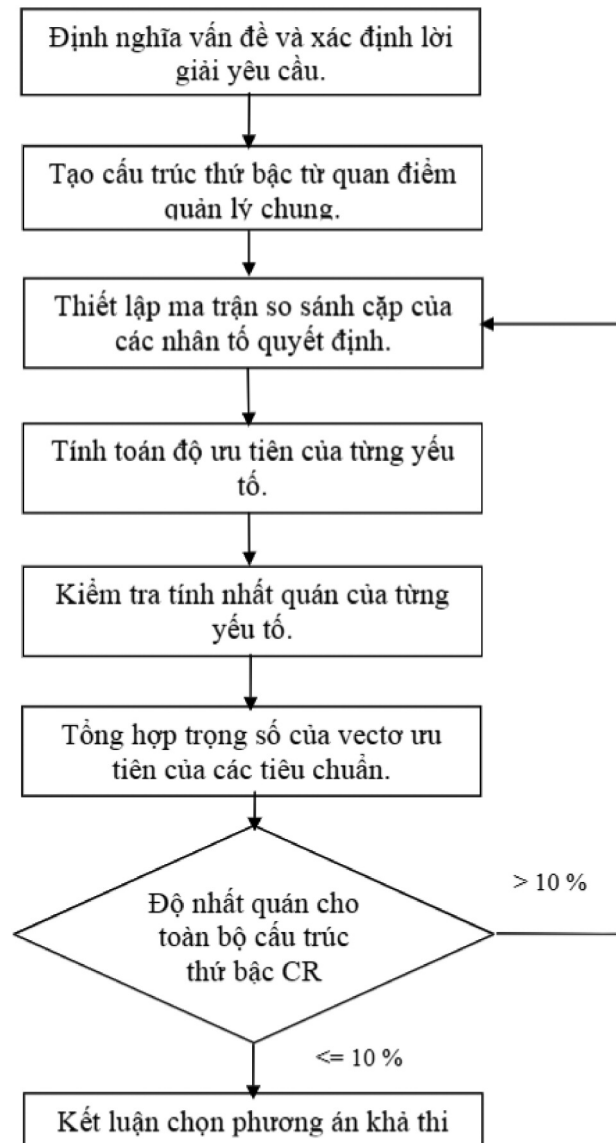 Định nghĩa vấn đề và xác định lời
giải yêu cầu.
Tạo cấu trúc thứ bậc từ quan điểm
quản lý chung.
Thiết lập ma trận so sánh cặp của
các nhân tố quyết định.
Tính toán độ ưu tiên của từng yếu
tố.
Kiểm tra tính nhất quán của từng
yếu tố.
Tổng hợp trọng số của vectơ ưu
tiên của các tiêu chuẩn.
> 10 %
Độ nhất quán cho
toàn bộ cấu trúc
thứ bậc CR
<= 10 %
Kết luận chọn phương án khả thi